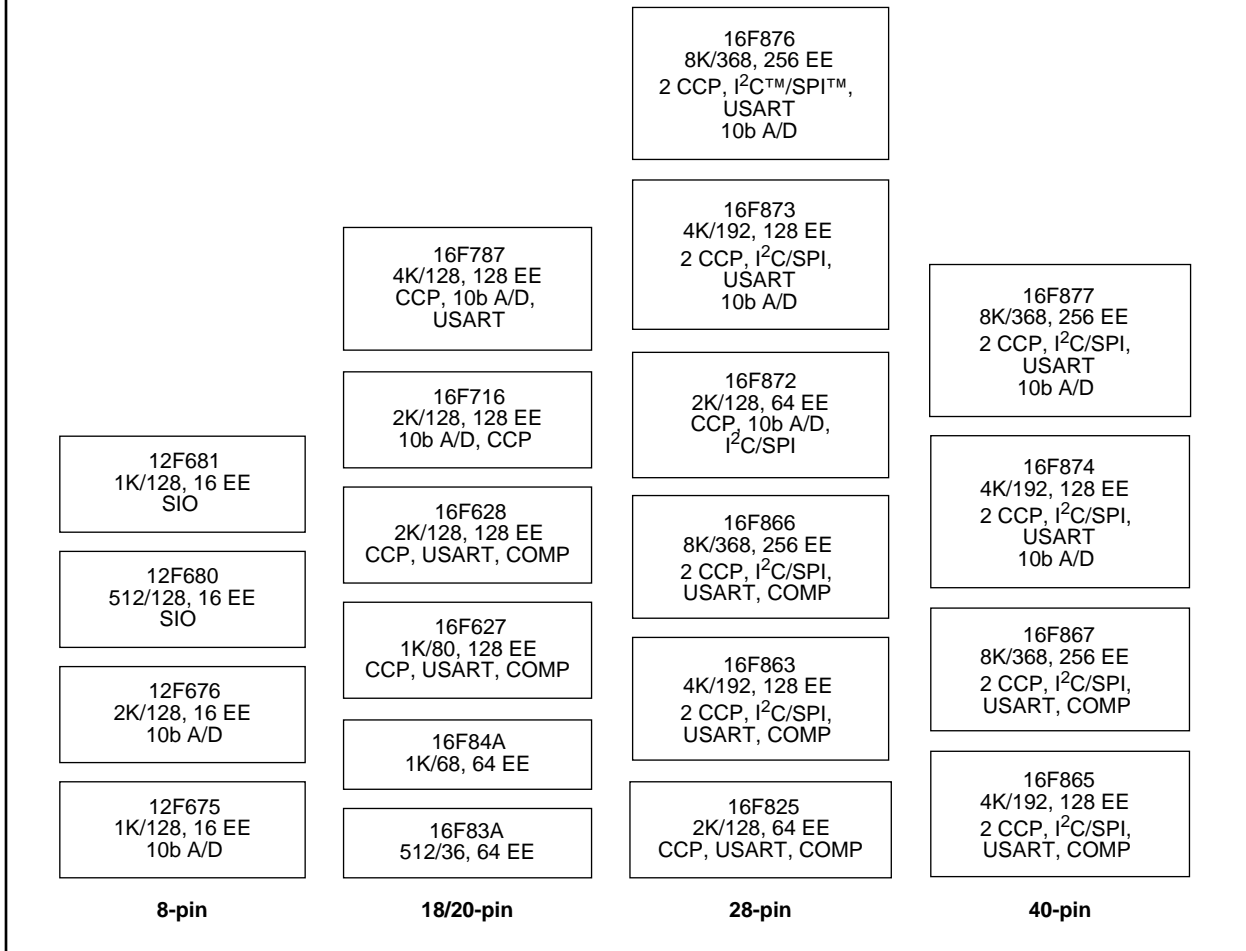 12F681
1K/128, 16 EE
SIO
12F680
512/128, 16 EE
SIO
12F676
2K/128, 16 EE
10b A/D
12F675
1K/128, 16 EE
10b A/D
8-pin
16F787
4K/128, 128 EE
CCP, 10b A/D,
USART
16F716
2K/128, 128 EE
10b A/D, CCP
16F628
2K/128, 128 EE
CCP, USART, COMP
16F627
1K/80, 128 EE
CCP, USART, COMP
16F84A
1K/68, 64 EE
16F83A
512/36, 64 EE
18/20-pin
16F876
8K/368, 256 EE
2 CCP, I²C™/SPI™,
USART
10b A/D
16F873
4K/192, 128 EE
2 CCP, I²C/SPI,
USART
10b A/D
16F872
2K/128, 64 EE
CCP, 10b A/D,
I²C/SPI
16F866
8K/368, 256 EE
2 CCP, I²C/SPI,
USART, COMP
16F863
4K/192, 128 EE
2 CCP, I²C/SPI,
USART, COMP
16F825
2K/128, 64 EE
CCP, USART, COMP
28-pin
16F877
8K/368, 256 EE
2 CCP, I²C/SPI,
USART
10b A/D
16F874
4K/192, 128 EE
2 CCP, I²C/SPI,
USART
10b A/D
16F867
8K/368, 256 EE
2 CCP, I²C/SPI,
USART, COMP
16F865
4K/192, 128 EE
2 CCP, I²C/SPI,
USART, COMP
40-pin